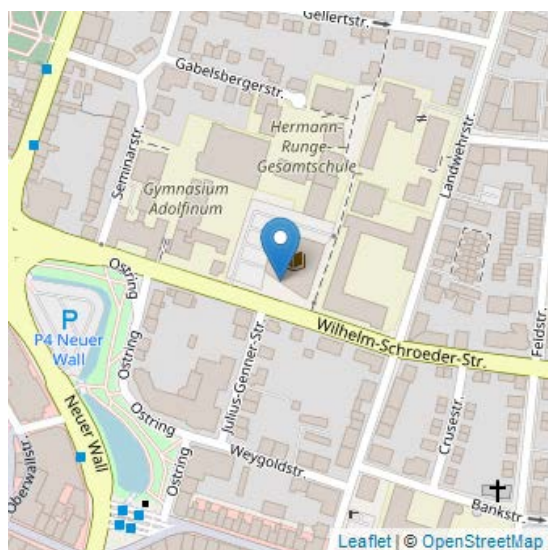 Gellertstr.
Gabelsbergerstr.
Hermann-
Runge-
Gesamtschule
Landwehrstr.
Seminarstr.
Gymnasium
Adolfinum
Ostring
P
P4 Neuer
Wall
Ostring
Wilhelm-Schroeder-Str.
Feldstr.
Julius-Genner-Str.
Neuer Wall
Ostring
Crusestr.
Weygoldstr.
Oberwallstr.
Ostring
Bankstr.
Leaflet | © OpenStreetMap